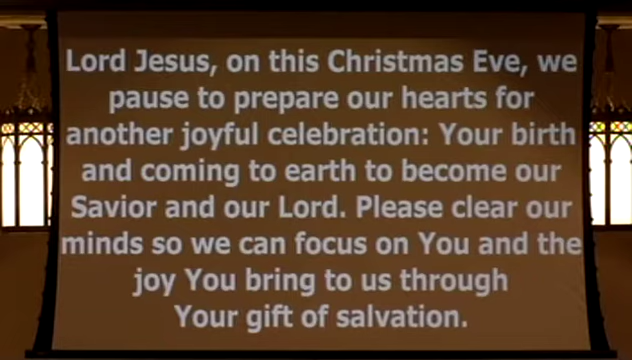 Lord Jesus, on this Christmas Eve, we
pause to prepare our hearts for
another joyful celebration: Your birth
and coming to earth to become our
Savior and our Lord. Please clear our
minds so we can focus on You and the
joy You bring to us through
Your gift of salvation.